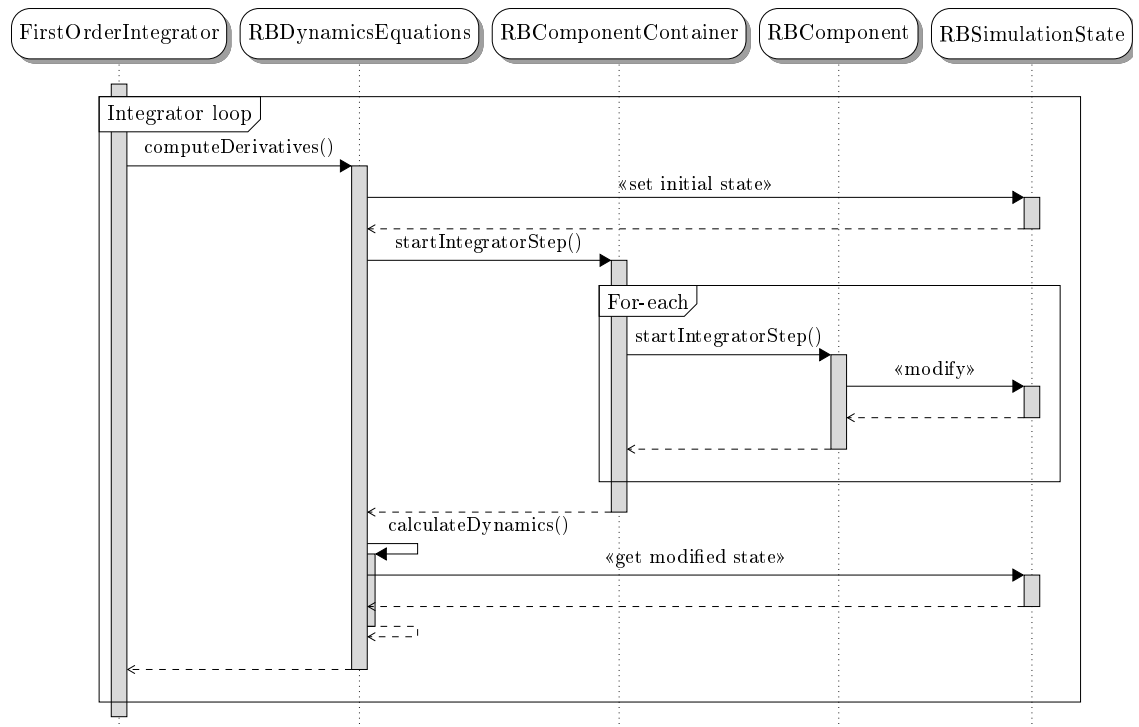 FirstOrderIntegrator
RBDynamicsEquations
RBComponentContainer
RBComponent
RBSimulationState
Integrator loop
computeDerivatives()
«set initial state»
startIntegratorStep()
For-each
startIntegratorStep()
«modify»
calculateDynamics()
«get modified state»